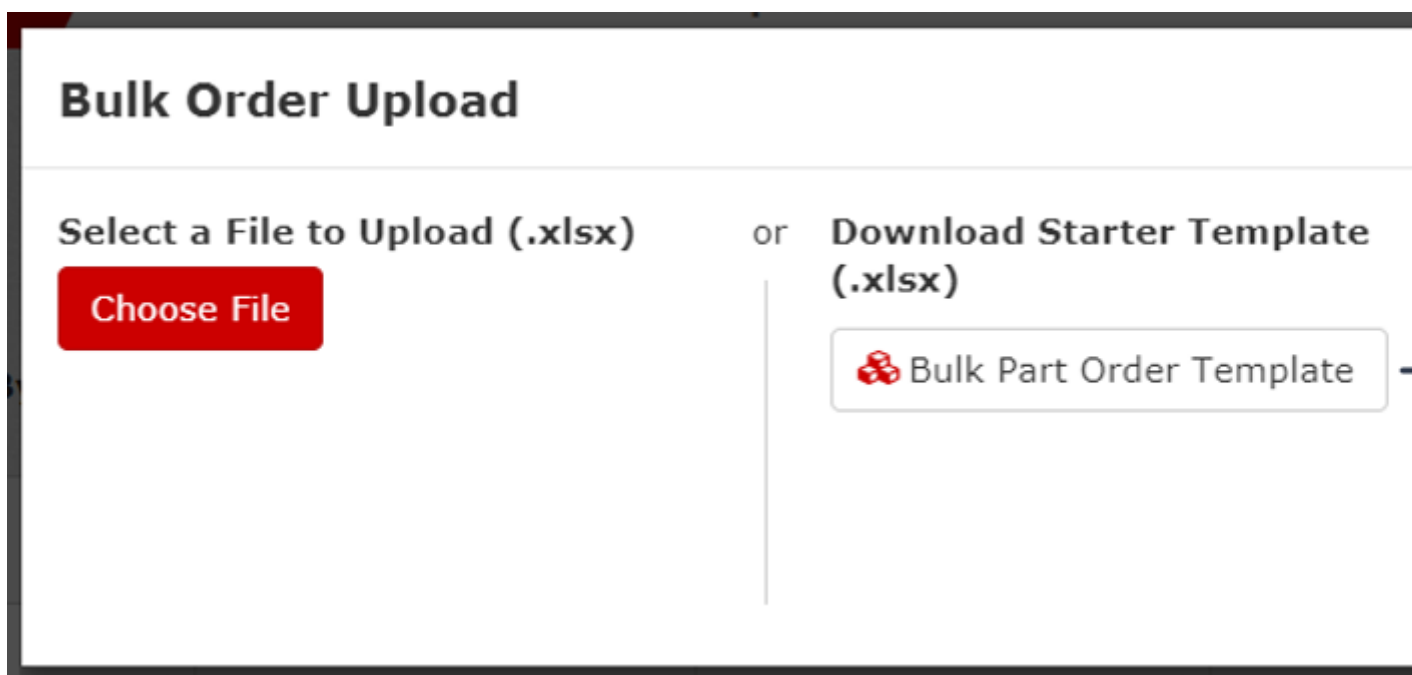 Bulk Order Upload
Select a File to Upload (.xlsx)
Choose File
or
Download Starter Template
(.xlsx)
Bulk Part Order Template